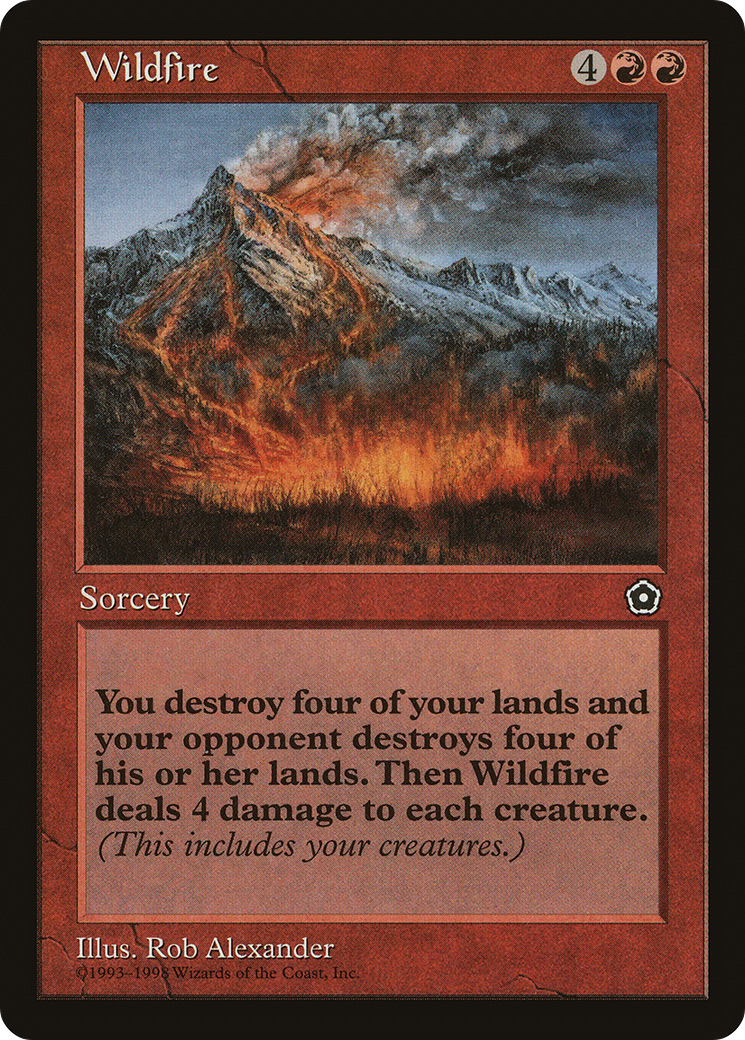 Wildfire 4
Sorcery
You destroy four of your lands and
your opponent destroys four of
his or her lands. Then Wildfire
deals 4 damage to each creature.
(This includes your creatures.)
Illus. Rob Alexander
©1993–1998 Wizards of the Coast, Inc.